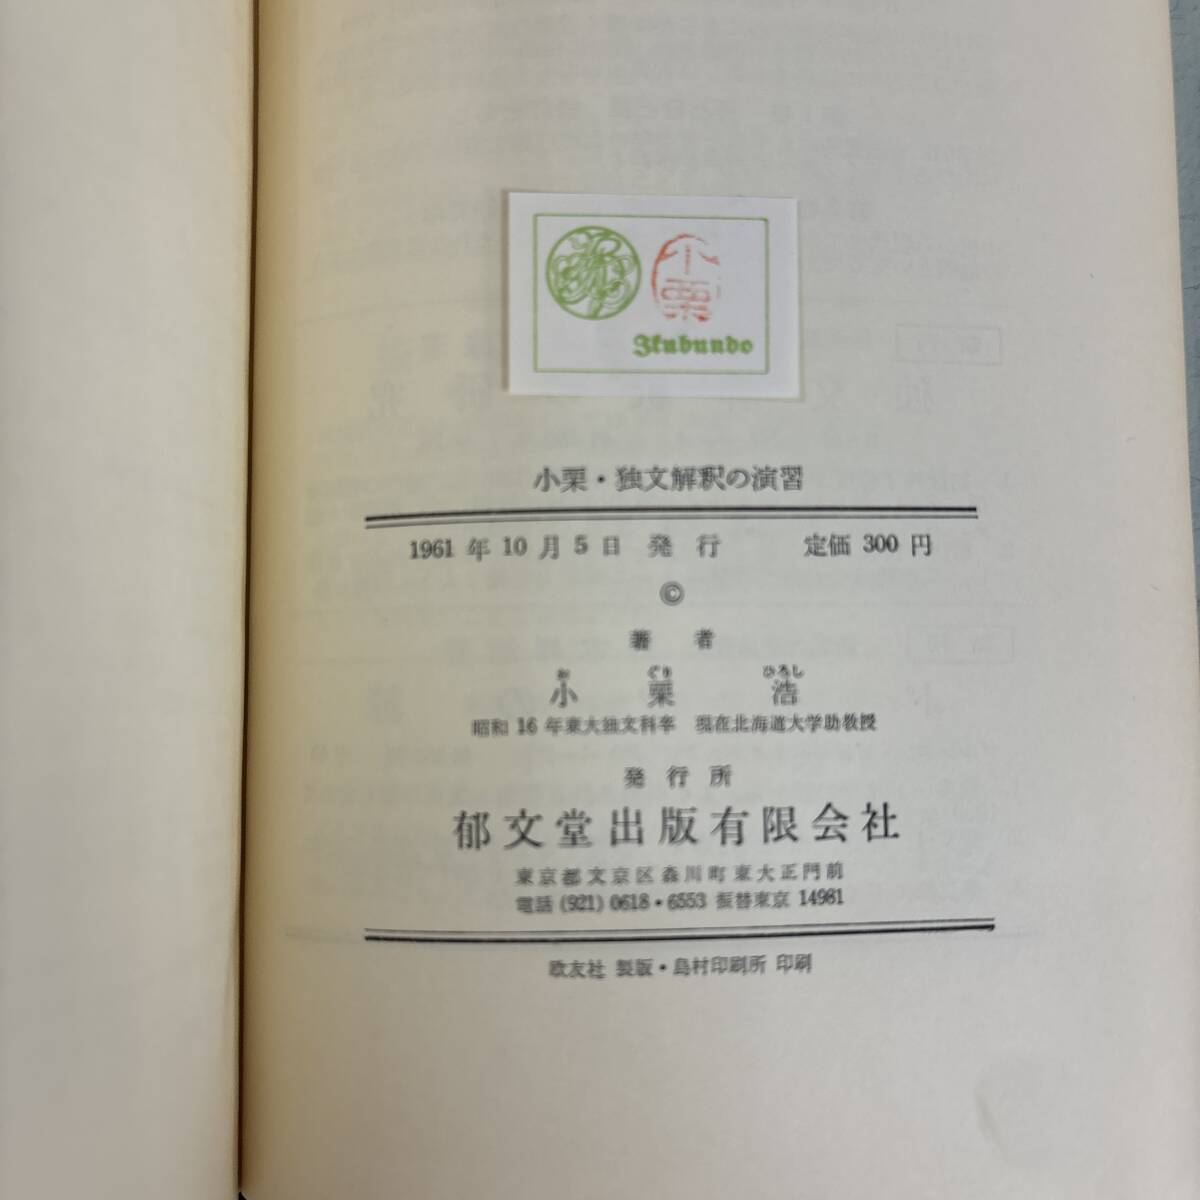 小栗
Ikubundo
小栗・独文解釈の演習
1961 年 10 月 5 日 発 行 定価 300 円
©
著 者
お ぐり ひろし
小 栗 浩
昭和 16 年東大独文科卒 現在北海道大学助教授
発 行 所
郁文堂出版有限会社
東京都文京区森川町東大正門前
電話 (921) 0618・6553 振替東京 14981
欧友社 製版・島村印刷所 印刷